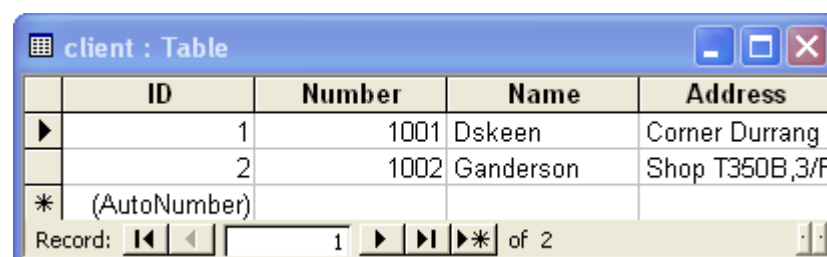 client : Table
ID Number Name Address
1 1001 Dskeen Corner Durrang
2 1002 Ganderson Shop T350B,3/F
(AutoNumber)
Record: 1 of 2